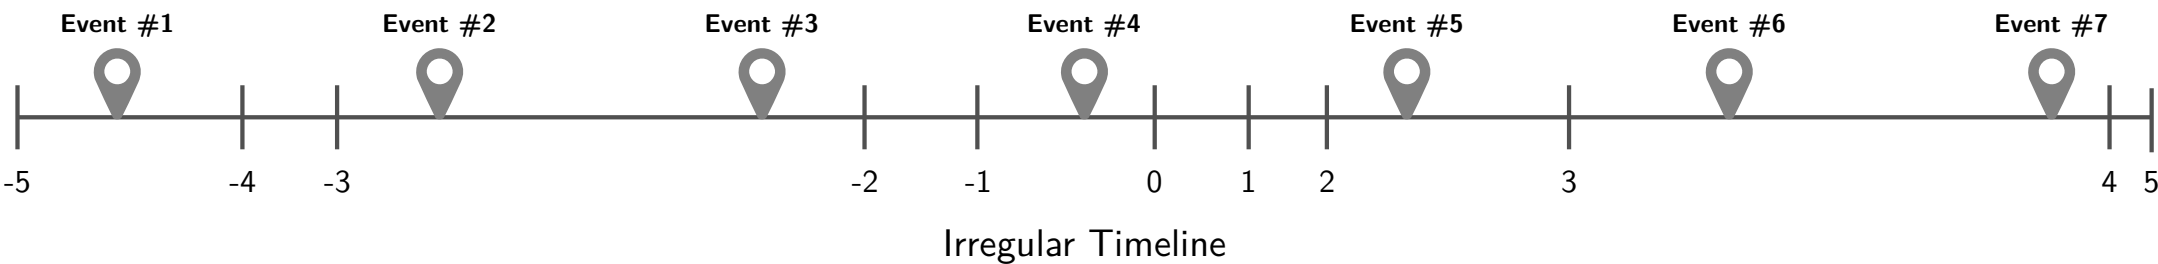 Event #1 Event #2 Event #3 Event #4 Event #5 Event #6 Event #7
-5 -4 -3 -2 -1 0 1 2 3 4 5
Irregular Timeline